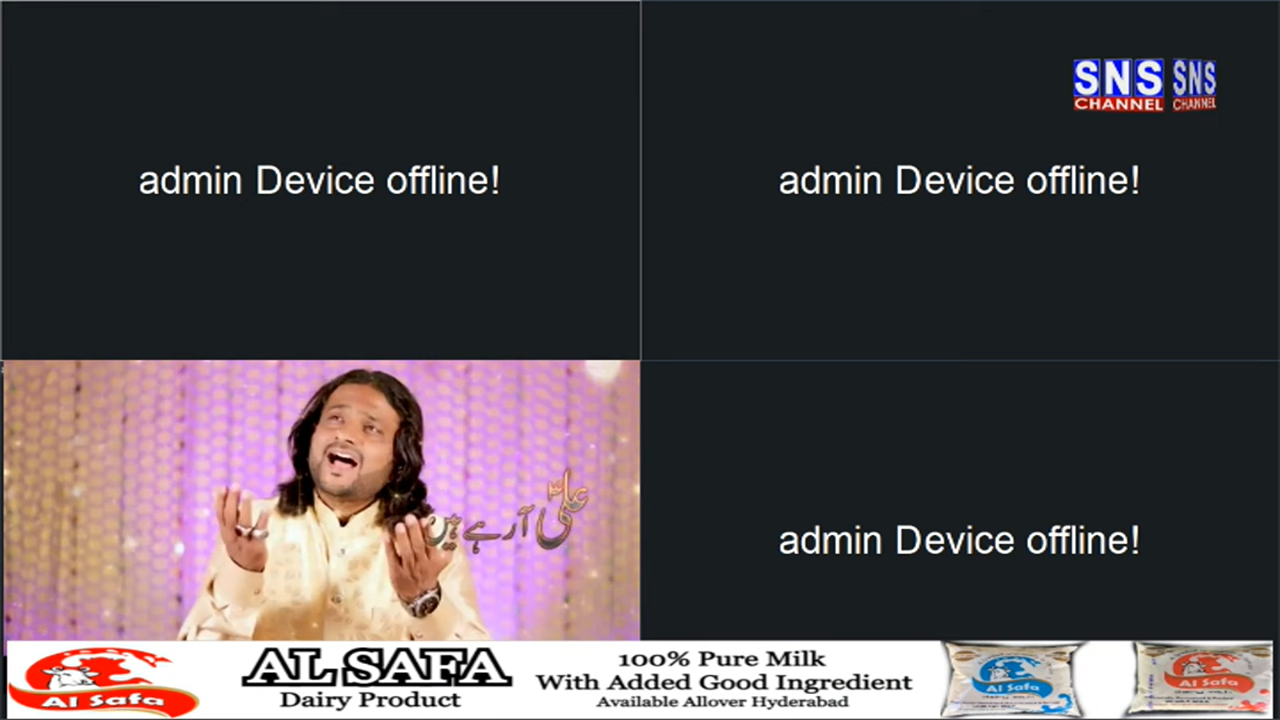 admin Device offline!
admin Device offline!
SNS SNS
CHANNEL CHANNEL
علیؑ آرہے ہیں
admin Device offline!
Al Safa
AL SAFA
Dairy Product
100% Pure Milk
With Added Good Ingredient
Available Allover Hyderabad
Al Safa
Al Safa